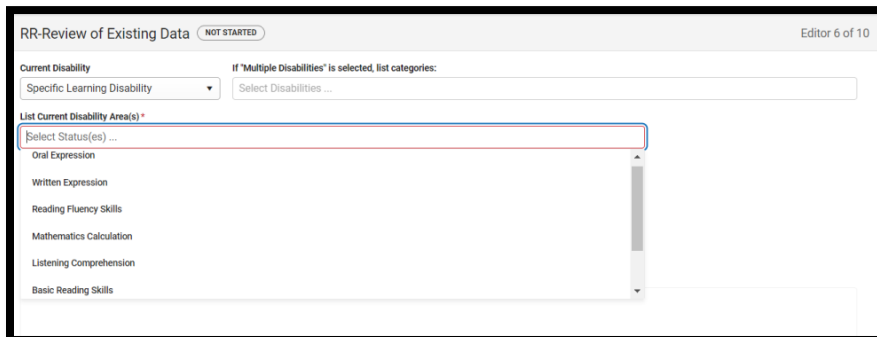 RR-Review of Existing Data NOT STARTED Editor 6 of 10
Current Disability If "Multiple Disabilities" is selected, list categories:
Specific Learning Disability Select Disabilities ...
List Current Disability Area(s) *
Select Status(es) ...
Oral Expression
Written Expression
Reading Fluency Skills
Mathematics Calculation
Listening Comprehension
Basic Reading Skills